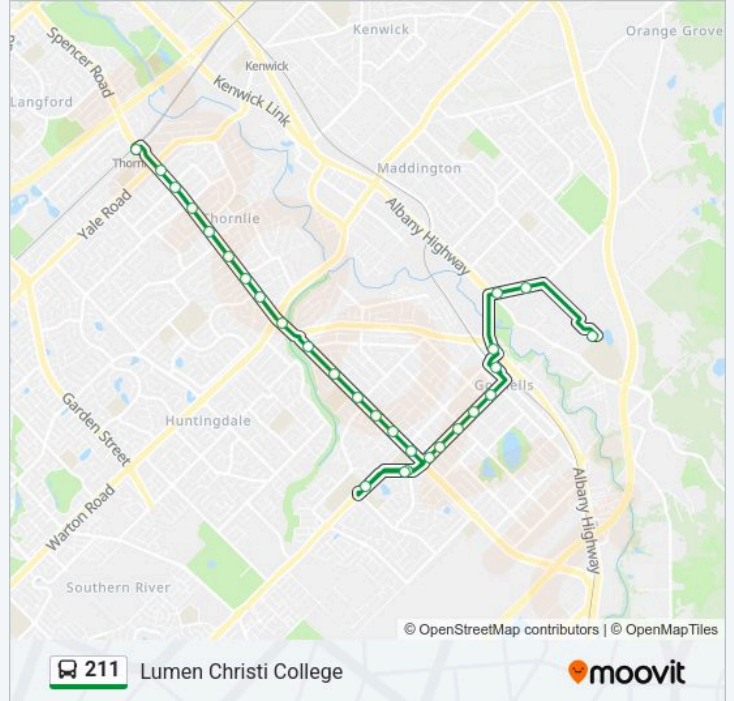 Kenwick
Orange Grove
Spencer Road
Kenwick
Langford
Kenwick Link
Maddington
Yale Road
Thornlie
Albany Highway
Huntingdale
Garden Street
Albany Highway
Warton Road
Southern River
© OpenStreetMap contributors | © OpenMapTiles
211 Lumen Christi College
moovit